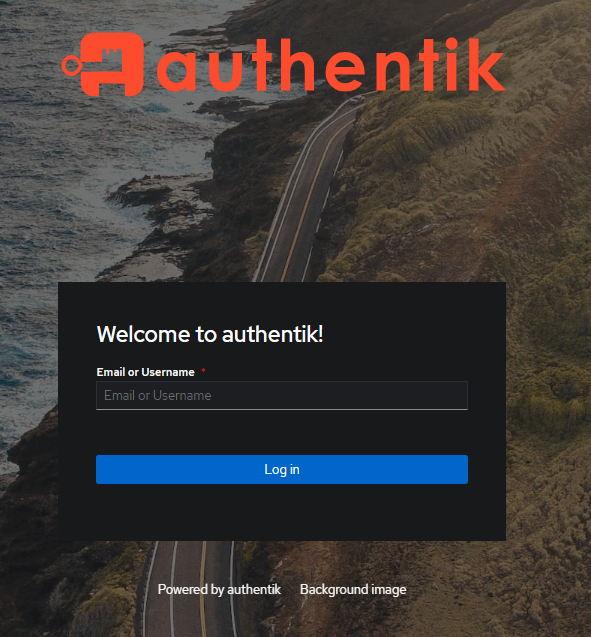 authentik
Welcome to authentik!
Email or Username *
Email or Username
Log in
Powered by authentik Background image